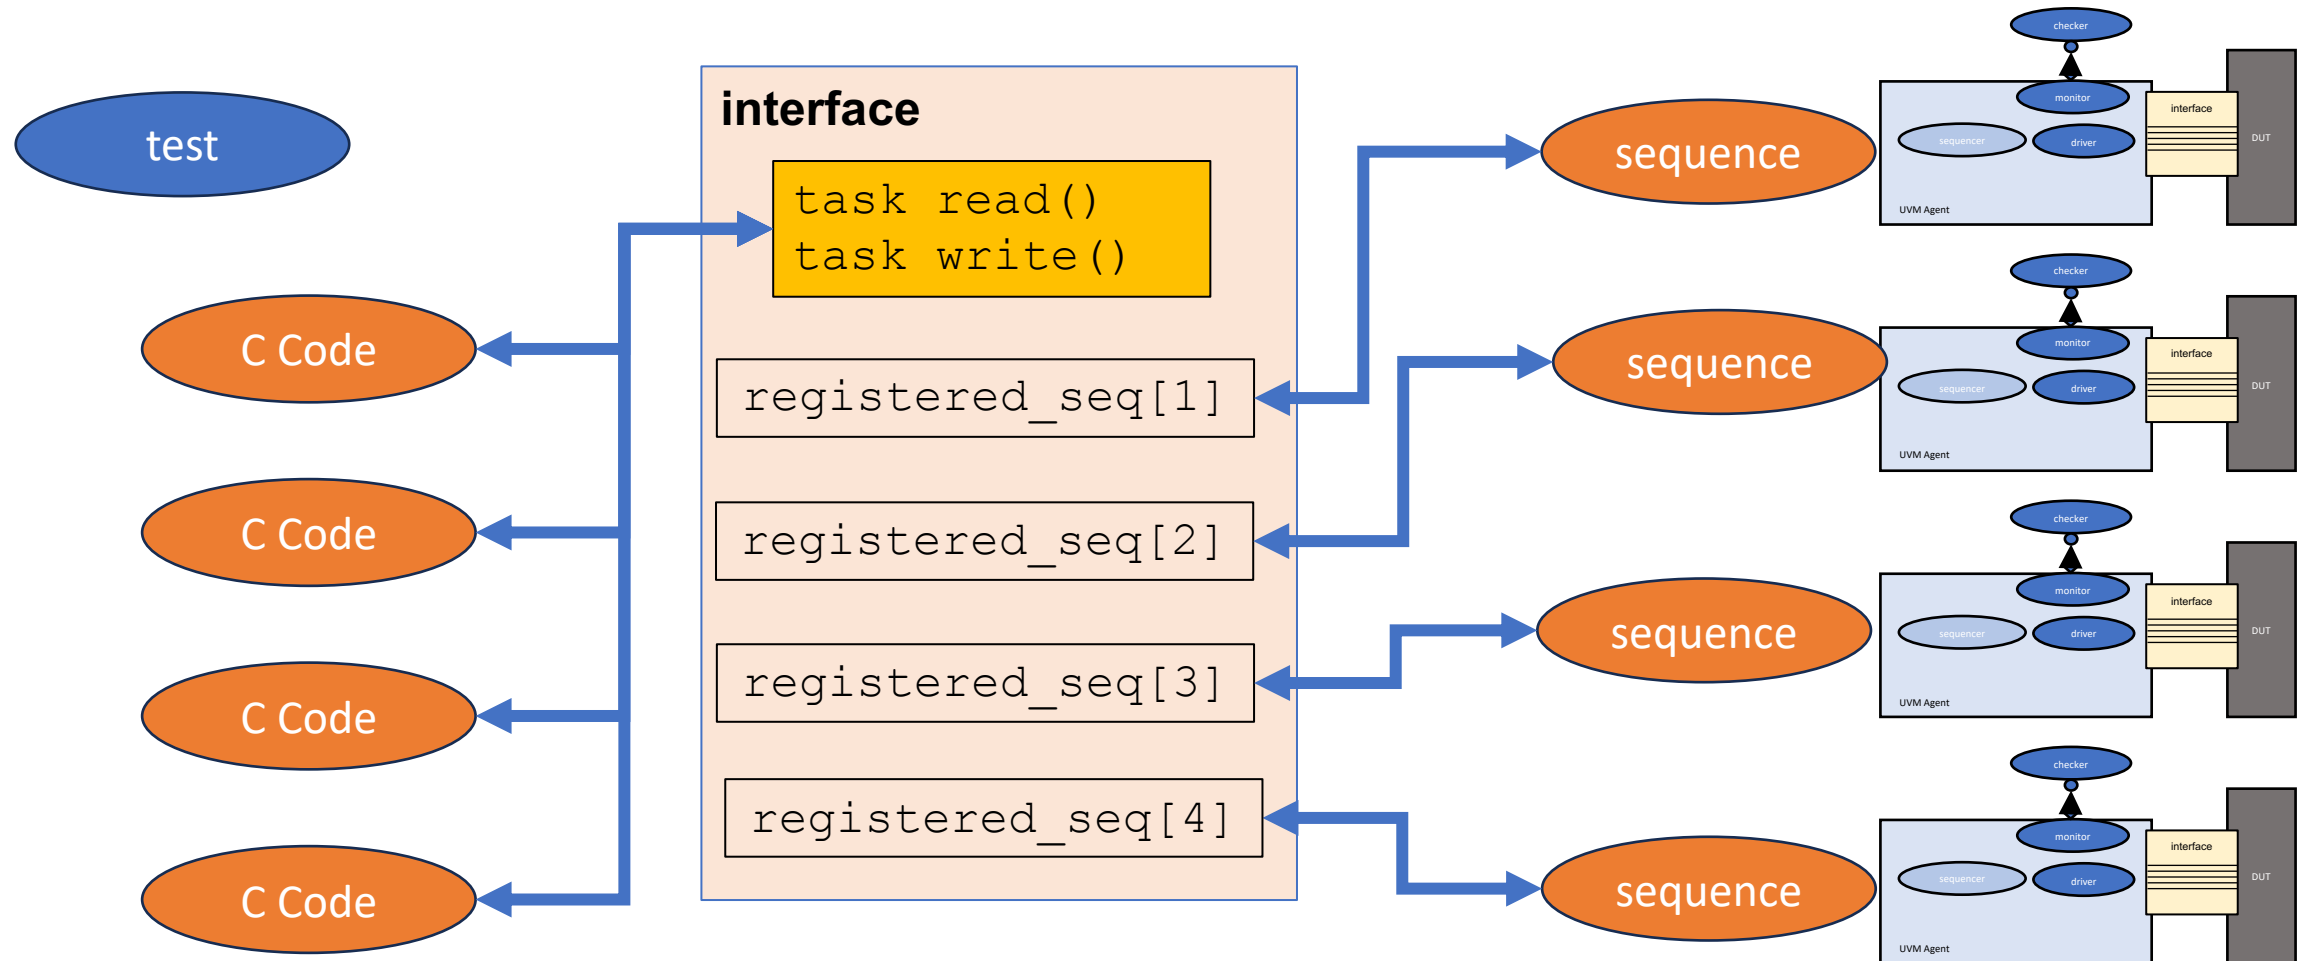 test
C Code
C Code
C Code
C Code
interface
task read()
task write()
registered_seq[1]
registered_seq[2]
registered_seq[3]
registered_seq[4]
sequence
sequence
sequence
sequence
checker
monitor
sequencer
driver
UVM Agent
interface
DUT
checker
monitor
sequencer
driver
UVM Agent
interface
DUT
checker
monitor
sequencer
driver
UVM Agent
interface
DUT
checker
monitor
sequencer
driver
UVM Agent
interface
DUT